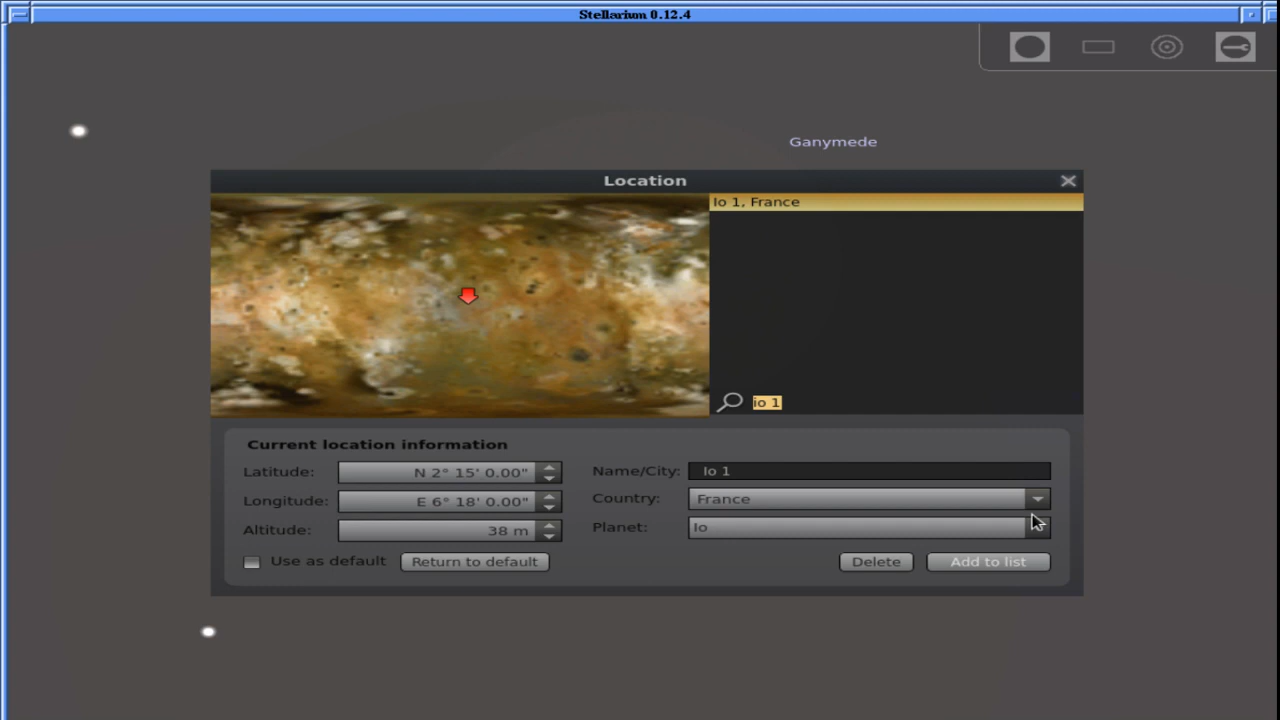 Stellarium 0.12.4
Ganymede
Location
Io 1, France
io 1
Current location information
Latitude: N 2° 15' 0.00"
Name/City: Io 1
Longitude: E 6° 18' 0.00"
Country: France
Altitude: 38 m
Planet: Io
Use as default
Return to default
Delete
Add to list